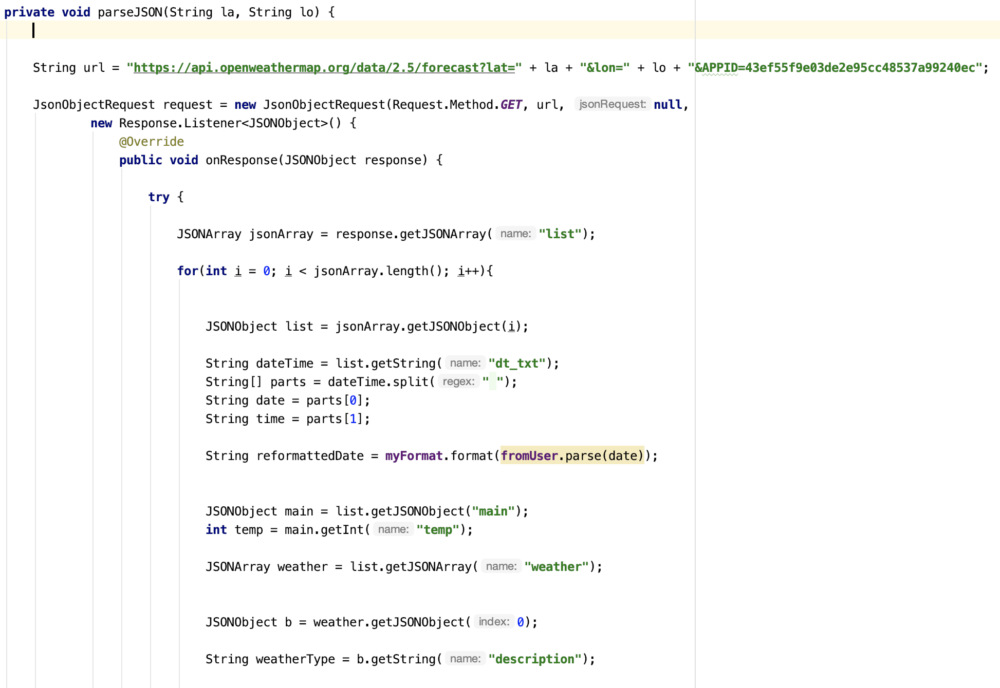 private void parseJSON(String la, String lo) {
String url = "https://api.openweathermap.org/data/2.5/forecast?lat=" + la + "&lon=" + lo + "&APPID=43ef55f9e03de2e95cc48537a99240ec";
JsonObjectRequest request = new JsonObjectRequest(Request.Method.GET, url, jsonRequest: null,
new Response.Listener<JSONObject>() {
@Override
public void onResponse(JSONObject response) {
try {
JSONArray jsonArray = response.getJSONArray( name: "list");
for(int i = 0; i < jsonArray.length(); i++){
JSONObject list = jsonArray.getJSONObject(i);
String dateTime = list.getString( name: "dt_txt");
String[] parts = dateTime.split( regex: " ");
String date = parts[0];
String time = parts[1];
String reformattedDate = myFormat.format(fromUser.parse(date));
JSONObject main = list.getJSONObject("main");
int temp = main.getInt( name: "temp");
JSONArray weather = list.getJSONArray( name: "weather");
JSONObject b = weather.getJSONObject( index: 0);
String weatherType = b.getString( name: "description");